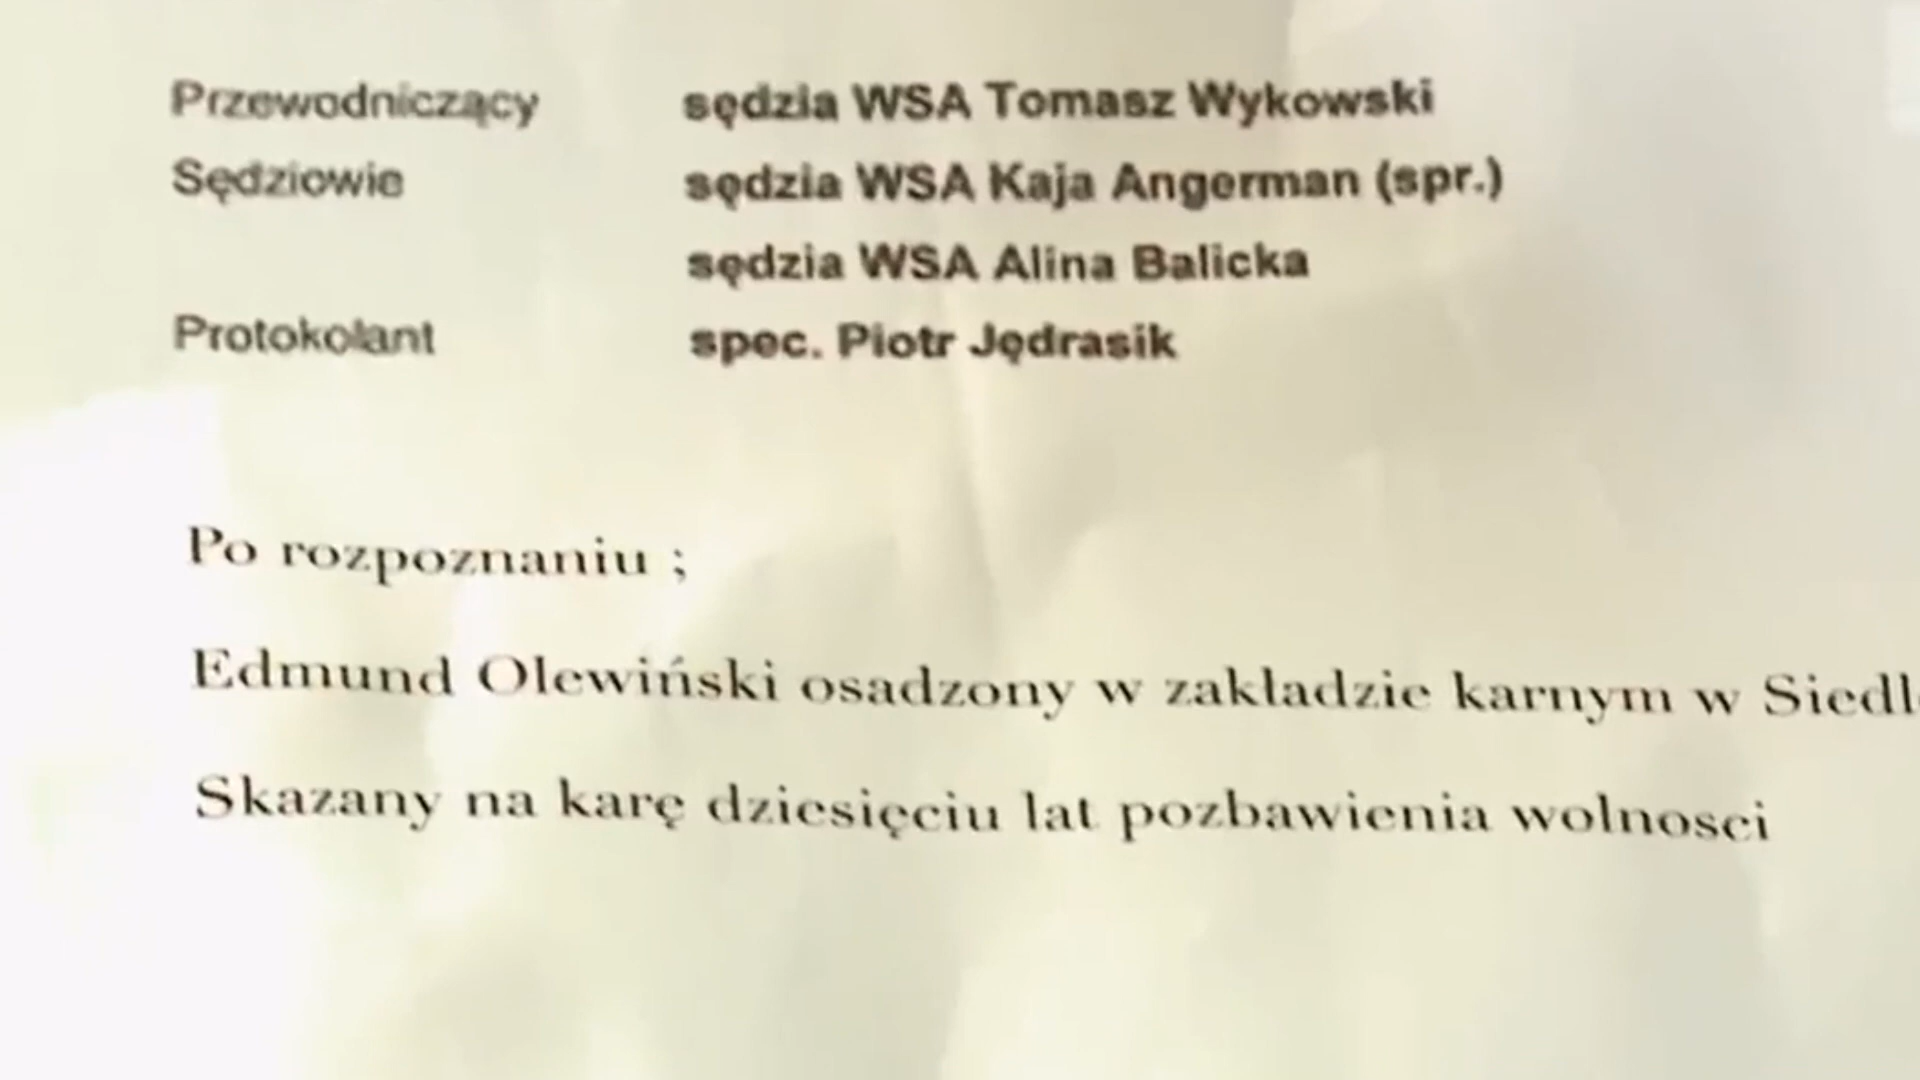 Przewodniczący sędzia WSA Tomasz Wykowski
Sędziowie sędzia WSA Kaja Angerman (spr.)
sędzia WSA Alina Balicka
Protokolant spec. Piotr Jędrasik
Po rozpoznaniu ;
Edmund Olewiński osadzony w zakładzie karnym w Siedl
Skazany na karę dziesięciu lat pozbawienia wolnosci